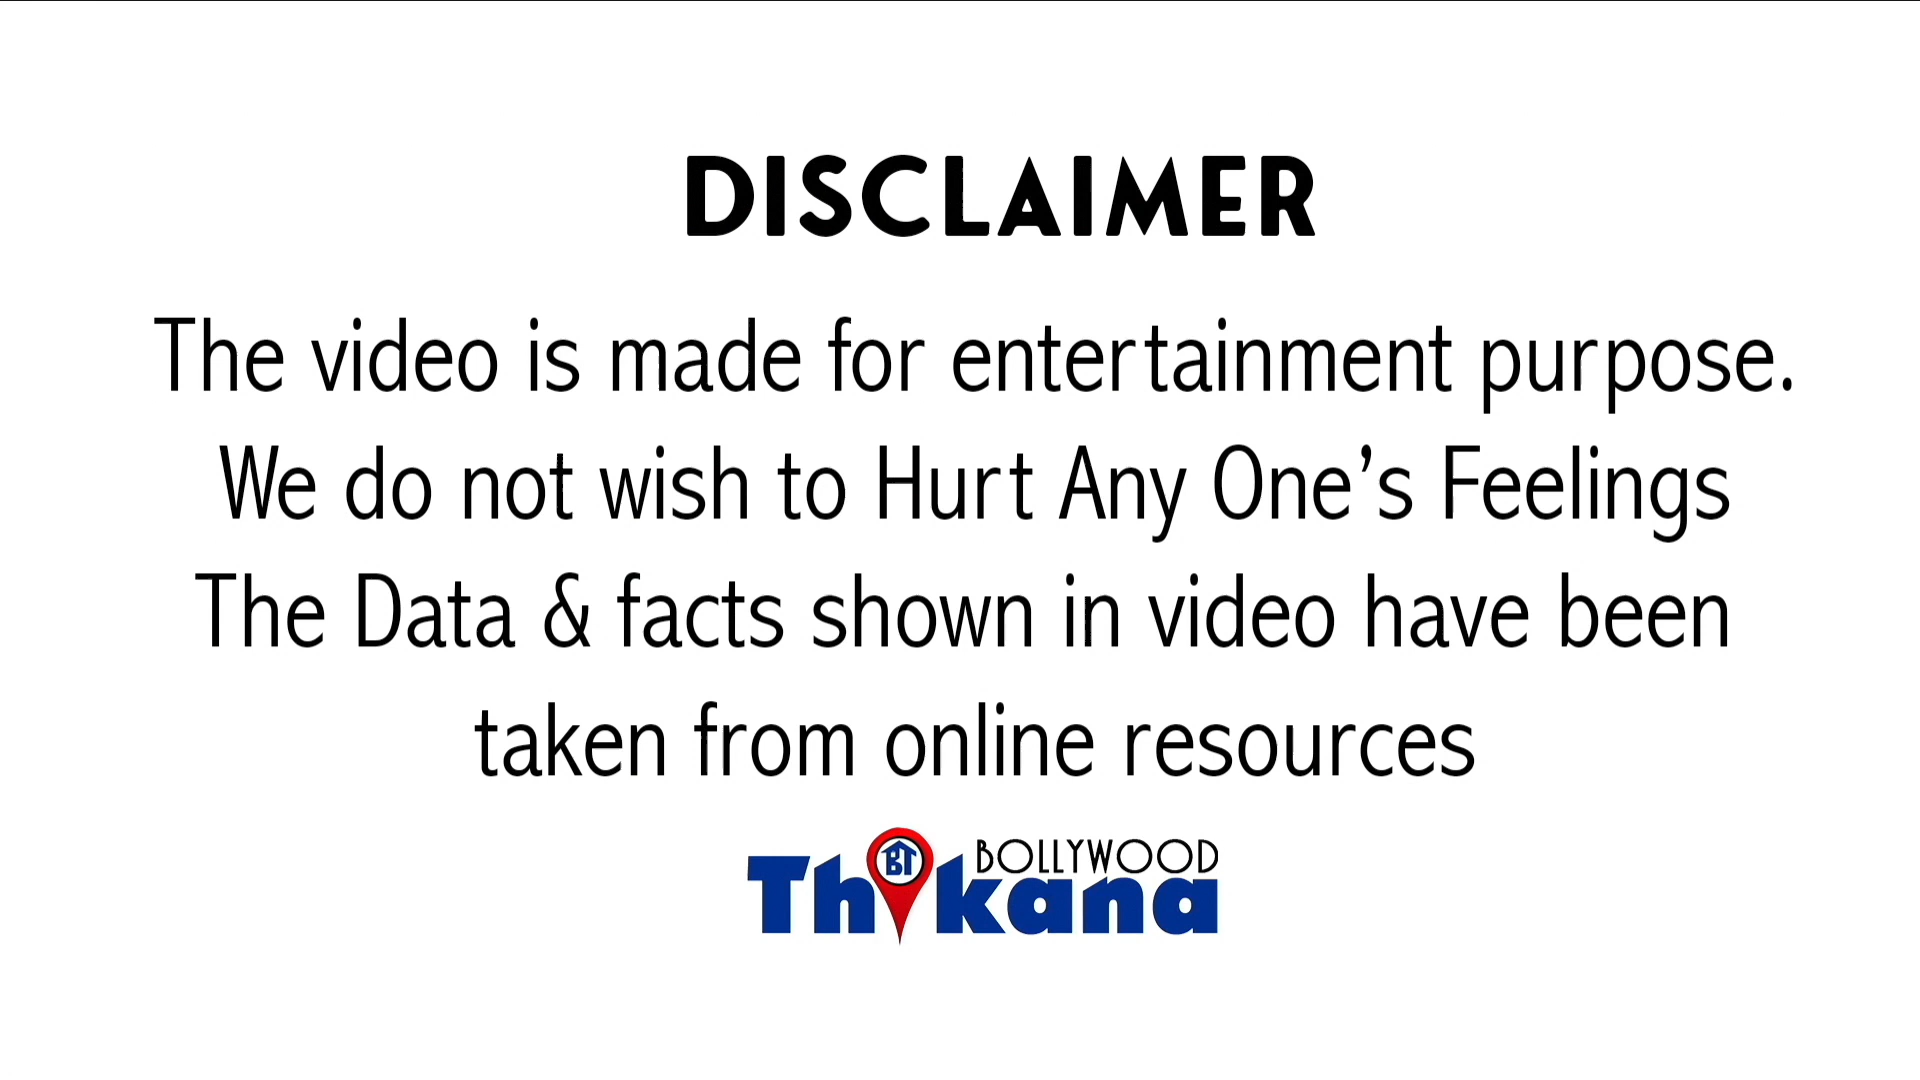 DISCLAIMER
The video is made for entertainment purpose.
We do not wish to Hurt Any One’s Feelings
The Data & facts shown in video have been
taken from online resources
BT BOLLYWOOD
Thikana